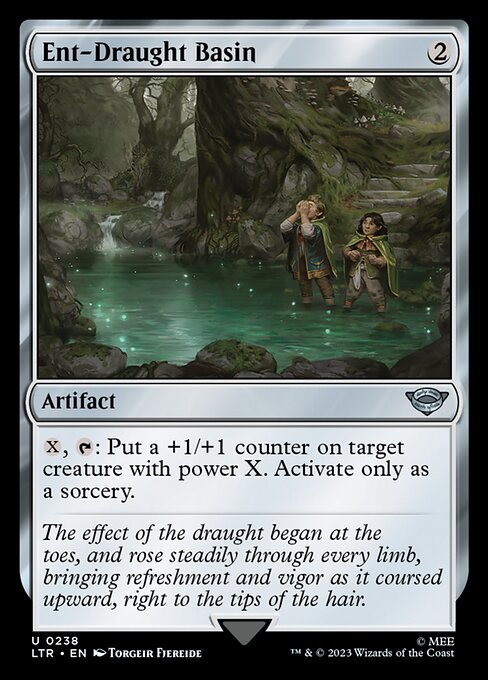 Ent-Draught Basin 2
Artifact
X, T: Put a +1/+1 counter on target
creature with power X. Activate only as
a sorcery.
The effect of the draught began at the
toes, and rose steadily through every limb,
bringing refreshment and vigor as it coursed
upward, right to the tips of the hair.
U 0238
LTR • EN Torgeir Fjereide
© MEE
™ & © 2023 Wizards of the Coast